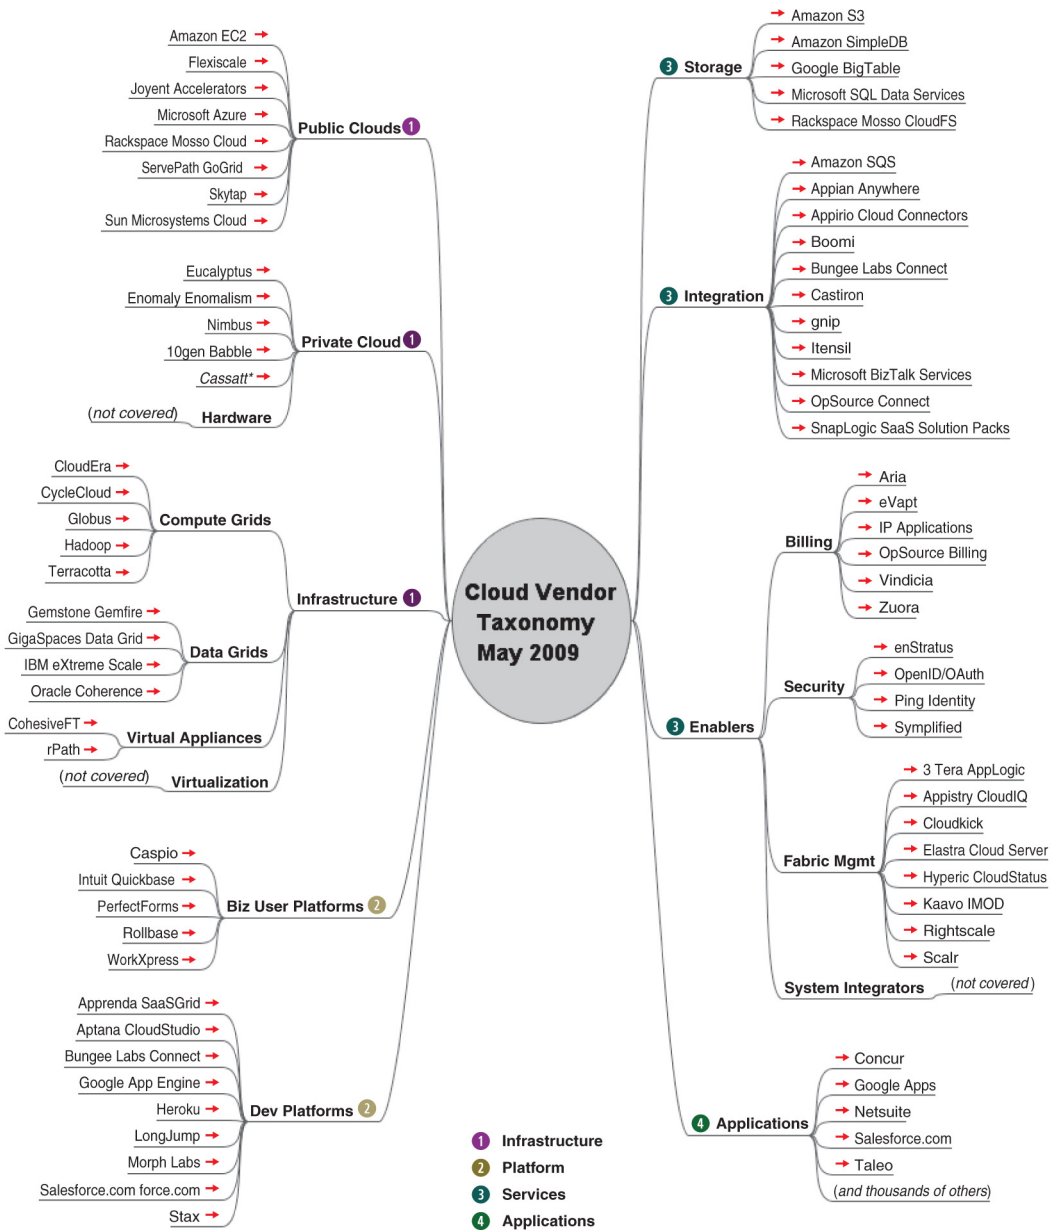 Cloud Vendor
Taxonomy
May 2009
Public Clouds 1
Amazon EC2
Flexiscale
Joyent Accelerators
Microsoft Azure
Rackspace Mosso Cloud
ServePath GoGrid
Skytap
Sun Microsystems Cloud
Private Cloud 1
Eucalyptus
Enomaly Enomalism
Nimbus
10gen Babble
Cassatt*
Hardware
(not covered)
Infrastructure 1
Compute Grids
CloudEra
CycleCloud
Globus
Hadoop
Terracotta
Data Grids
Gemstone Gemfire
GigaSpaces Data Grid
IBM eXtreme Scale
Oracle Coherence
Virtual Appliances
CohesiveFT
rPath
Virtualization
(not covered)
Biz User Platforms 2
Caspio
Intuit Quickbase
PerfectForms
Rollbase
WorkXpress
Dev Platforms 2
Apprenda SaaSGrid
Aptana CloudStudio
Bungee Labs Connect
Google App Engine
Heroku
LongJump
Morph Labs
Salesforce.com force.com
Stax
3 Storage
Amazon S3
Amazon SimpleDB
Google BigTable
Microsoft SQL Data Services
Rackspace Mosso CloudFS
3 Integration
Amazon SQS
Appian Anywhere
Appirio Cloud Connectors
Boomi
Bungee Labs Connect
Castiron
gnip
Itensil
Microsoft BizTalk Services
OpSource Connect
SnapLogic SaaS Solution Packs
3 Enablers
Billing
Aria
eVapt
IP Applications
OpSource Billing
Vindicia
Zuora
Security
enStratus
OpenID/OAuth
Ping Identity
Symplified
Fabric Mgmt
3 Tera AppLogic
Appistry CloudIQ
Cloudkick
Elastra Cloud Server
Hyperic CloudStatus
Kaavo IMOD
Rightscale
Scalr
System Integrators
(not covered)
4 Applications
Concur
Google Apps
Netsuite
Salesforce.com
Taleo
(and thousands of others)
1 Infrastructure
2 Platform
3 Services
4 Applications